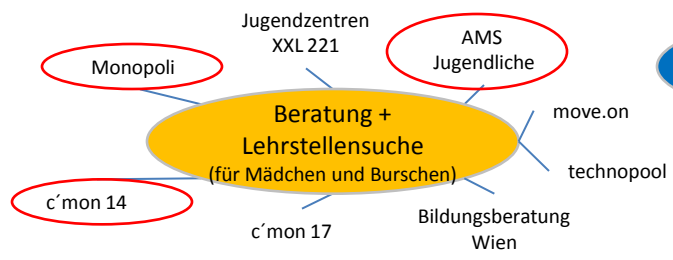 Jugendzentren
XXL 221
AMS
Jugendliche
Monopoli
Beratung +
Lehrstellensuche
(für Mädchen und Burschen)
move.on
technopool
c´mon 14
c´mon 17
Bildungsberatung
Wien